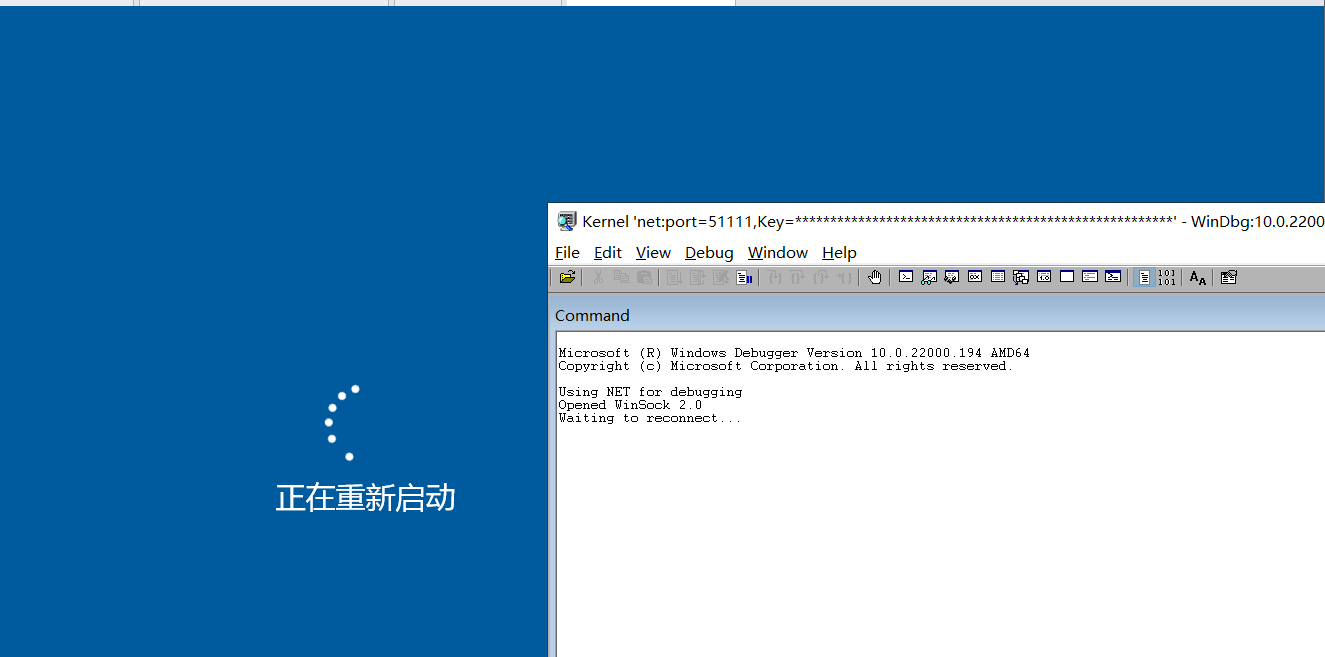 正在重新启动
Kernel 'net:port=51111,Key=******************************************************' - WinDbg:10.0.2200
File Edit View Debug Window Help
Command
Microsoft (R) Windows Debugger Version 10.0.22000.194 AMD64
Copyright (c) Microsoft Corporation. All rights reserved.
Using NET for debugging
Opened WinSock 2.0
Waiting to reconnect...